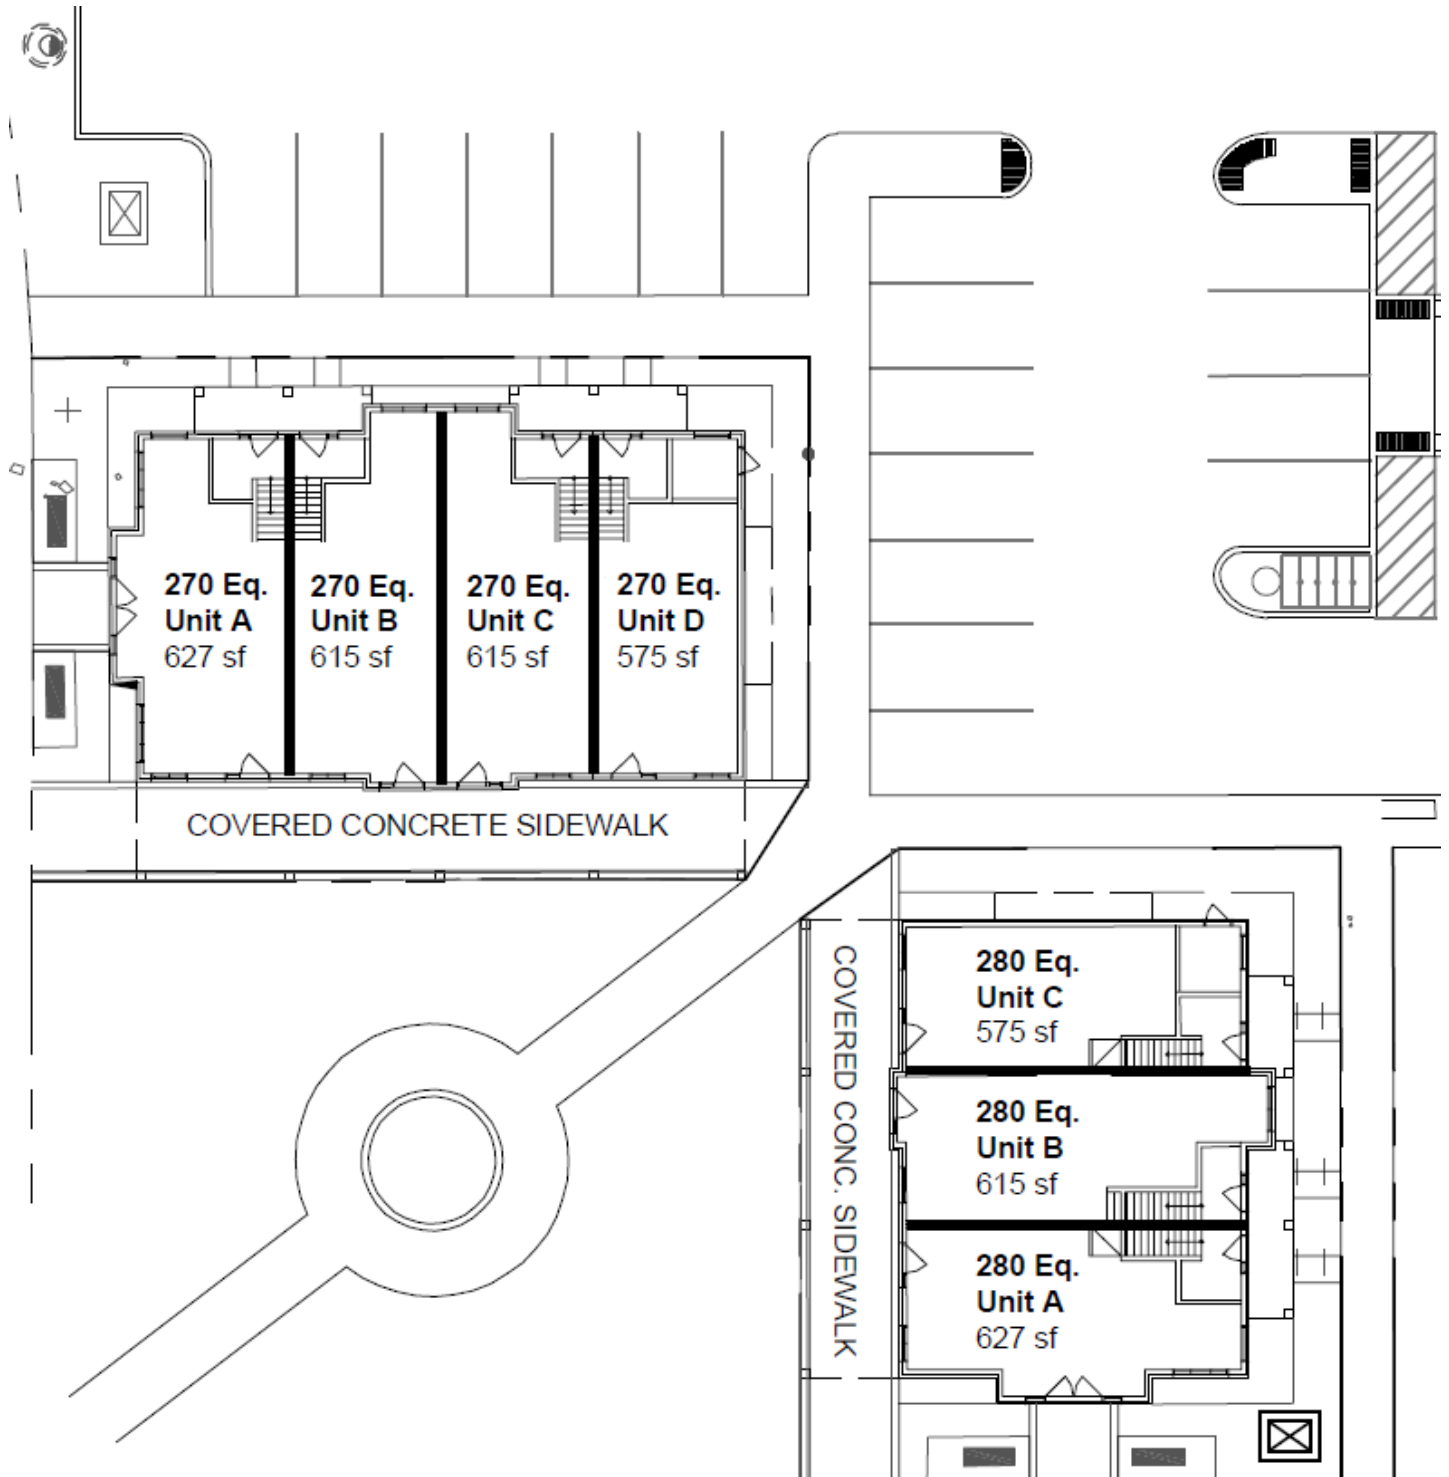 270 Eq.
Unit A
627 sf
270 Eq.
Unit B
615 sf
270 Eq.
Unit C
615 sf
270 Eq.
Unit D
575 sf
COVERED CONCRETE SIDEWALK
COVERED CONC. SIDEWALK
280 Eq.
Unit C
575 sf
280 Eq.
Unit B
615 sf
280 Eq.
Unit A
627 sf